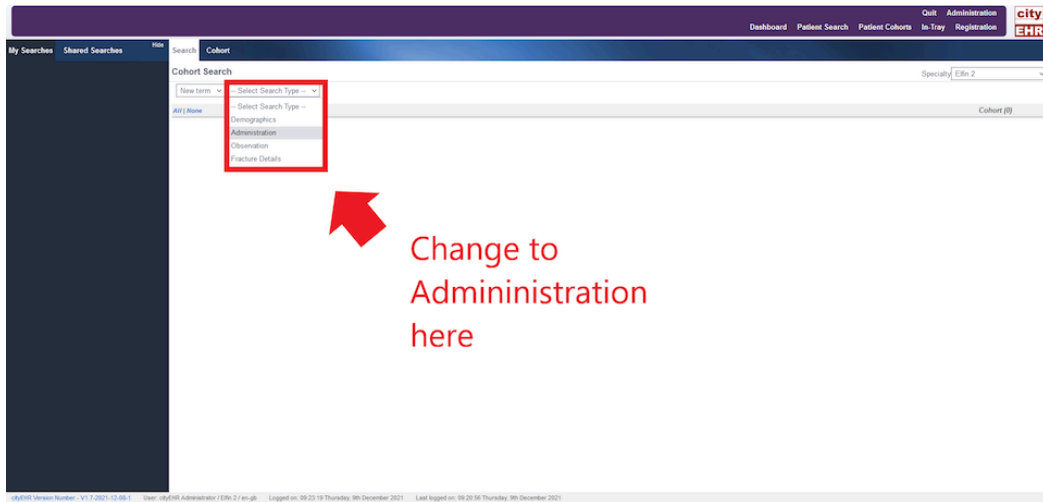 Quit Administration
Dashboard Patient Search Patient Cohorts In-Tray Registration
city
EHR
My Searches Shared Searches Hide Search Cohort
Cohort Search
Specialty Elfin 2
New term -- Select Search Type --
All | None
Cohort (0)
-- Select Search Type --
Demographics
Administration
Observation
Fracture Details
Change to
Admininistration
here
cityEHR Version Number - V1.7-2021-12-08-1 User: cityEHR Administrator / Elfin 2 / en-gb Logged on: 09:23:19 Thursday, 9th December 2021 Last logged on: 09:20:56 Thursday, 9th December 2021